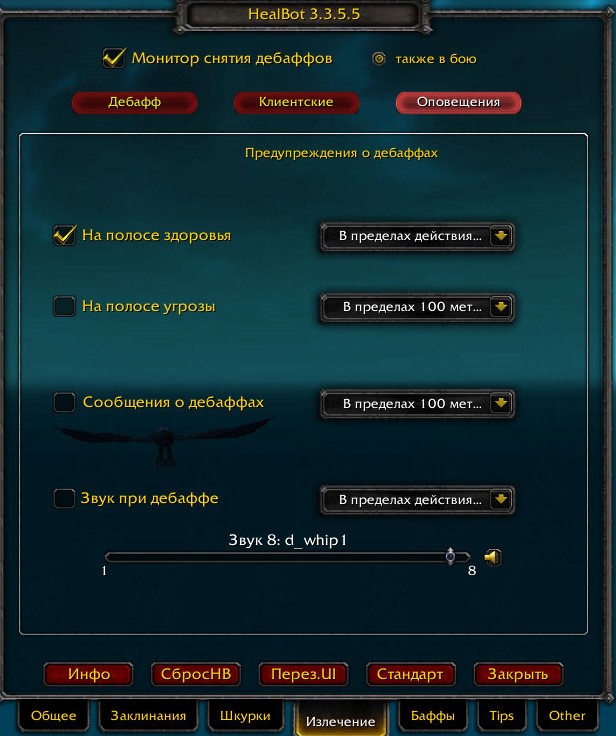 HealBot 3.3.5.5
Монитор снятия дебаффов
также в бою
Дебафф
Клиентские
Оповещения
Предупреждения о дебаффах
На полосе здоровья
В пределах действия...
На полосе угрозы
В пределах 100 мет...
Сообщения о дебаффах
В пределах 100 мет...
Звук при дебаффе
В пределах действия...
Звук 8: d_whip1
1
8
Инфо
СбросНВ
Перез.UI
Стандарт
Закрыть
Общее
Заклинания
Шкурки
Излечение
Баффы
Tips
Other